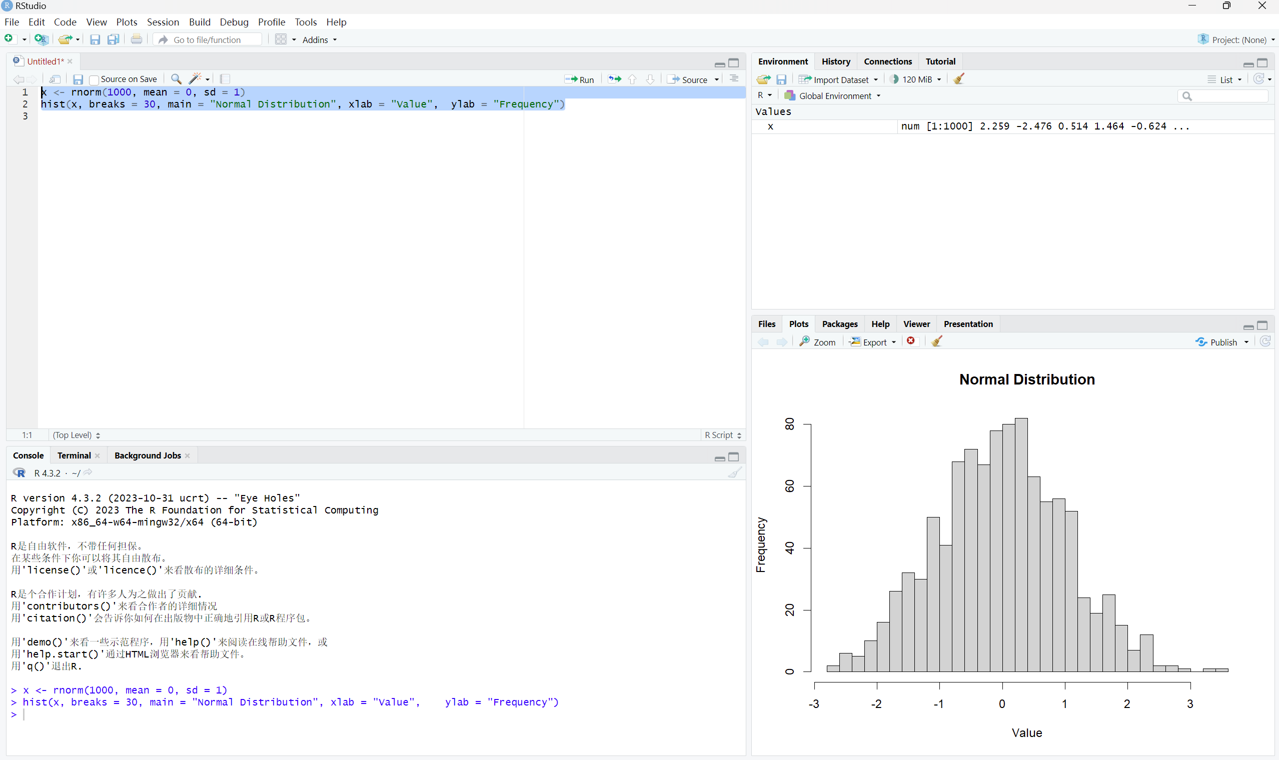 RStudio
File Edit Code View Plots Session Build Debug Profile Tools Help
Go to file/function Addins Project: (None)
Untitled1*
Source on Save Run Source
1 x <- rnorm(1000, mean = 0, sd = 1)
2 hist(x, breaks = 30, main = "Normal Distribution", xlab = "Value",  ylab = "Frequency")
3
1:1 (Top Level) R Script
Console Terminal Background Jobs
R 4.3.2 · ~/
R version 4.3.2 (2023-10-31 ucrt) -- "Eye Holes"
Copyright (C) 2023 The R Foundation for Statistical Computing
Platform: x86_64-w64-mingw32/x64 (64-bit)
R是自由软件，不带任何担保。
在某些条件下你可以将其自由散布。
用'license()'或'licence()'来看散布的详细条件。
R是个合作计划，有许多人为之做出了贡献.
用'contributors()'来看合作者的详细情况
用'citation()'会告诉你如何在出版物中正确地引用R或R程序包。
用'demo()'来看一些示范程序，用'help()'来阅读在线帮助文件，或
用'help.start()'通过HTML浏览器来看帮助文件。
用'q()'退出R.
> x <- rnorm(1000, mean = 0, sd = 1)
> hist(x, breaks = 30, main = "Normal Distribution", xlab = "Value",    ylab = "Frequency")
>
Environment History Connections Tutorial
Import Dataset 120 MiB List
R Global Environment
Values
x num [1:1000] 2.259 -2.476 0.514 1.464 -0.624 ...
Files Plots Packages Help Viewer Presentation
Zoom Export Publish
Normal Distribution
Frequency
80
60
40
20
0
-3 -2 -1 0 1 2 3
Value